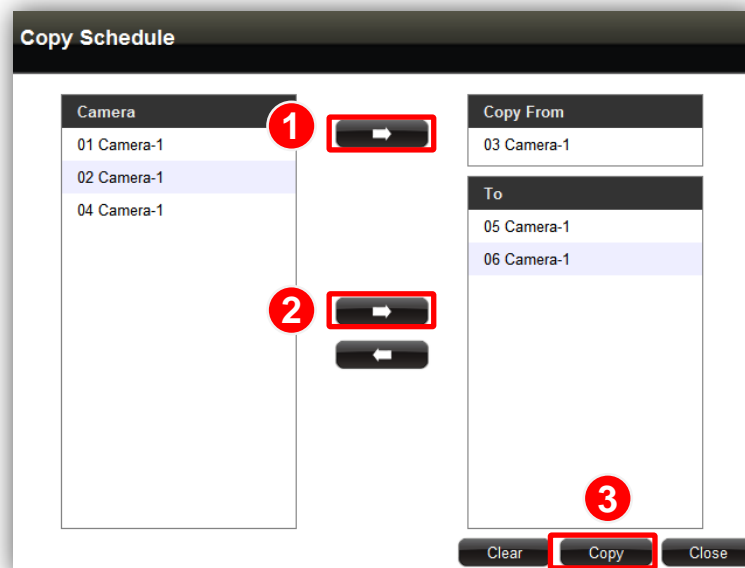 Copy Schedule
Camera
01 Camera-1
02 Camera-1
04 Camera-1
1
2
Copy From
03 Camera-1
To
05 Camera-1
06 Camera-1
3
Clear
Copy
Close